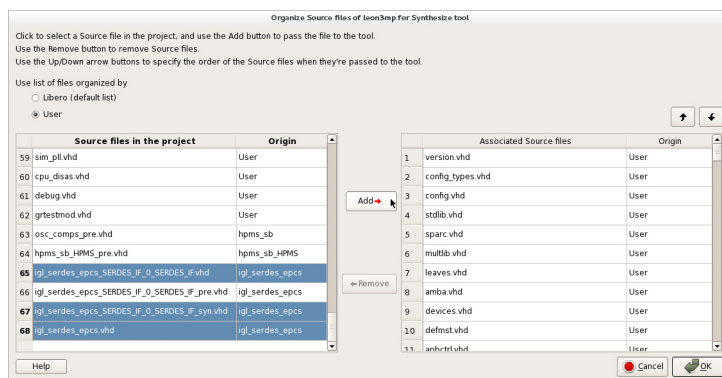 Organize Source files of leon3mp for Synthesize tool
Click to select a Source file in the project, and use the Add button to pass the file to the tool.
Use the Remove button to remove Source files.
Use the Up/Down arrow buttons to specify the order of the Source files when they're passed to the tool.
Use list of files organized by
Libero (default list)
User
Source files in the project Origin
59 sim_pll.vhd User
60 cpu_disas.vhd User
61 debug.vhd User
62 grtestmod.vhd User
63 osc_comps_pre.vhd hpms_sb
64 hpms_sb_HPMS_pre.vhd hpms_sb_HPMS
65 igl_serdes_epcs_SERDES_IF_0_SERDES_IF.vhd igl_serdes_epcs
66 igl_serdes_epcs_SERDES_IF_0_SERDES_IF_pre.vhd igl_serdes_epcs
67 igl_serdes_epcs_SERDES_IF_0_SERDES_IF_syn.vhd igl_serdes_epcs
68 igl_serdes_epcs.vhd igl_serdes_epcs
Add
Remove
Associated Source files Origin
1 version.vhd User
2 config_types.vhd User
3 config.vhd User
4 stdlib.vhd User
5 sparc.vhd User
6 multlib.vhd User
7 leaves.vhd User
8 amba.vhd User
9 devices.vhd User
10 defmst.vhd User
11 apbctrl.vhd User
Help
Cancel
OK